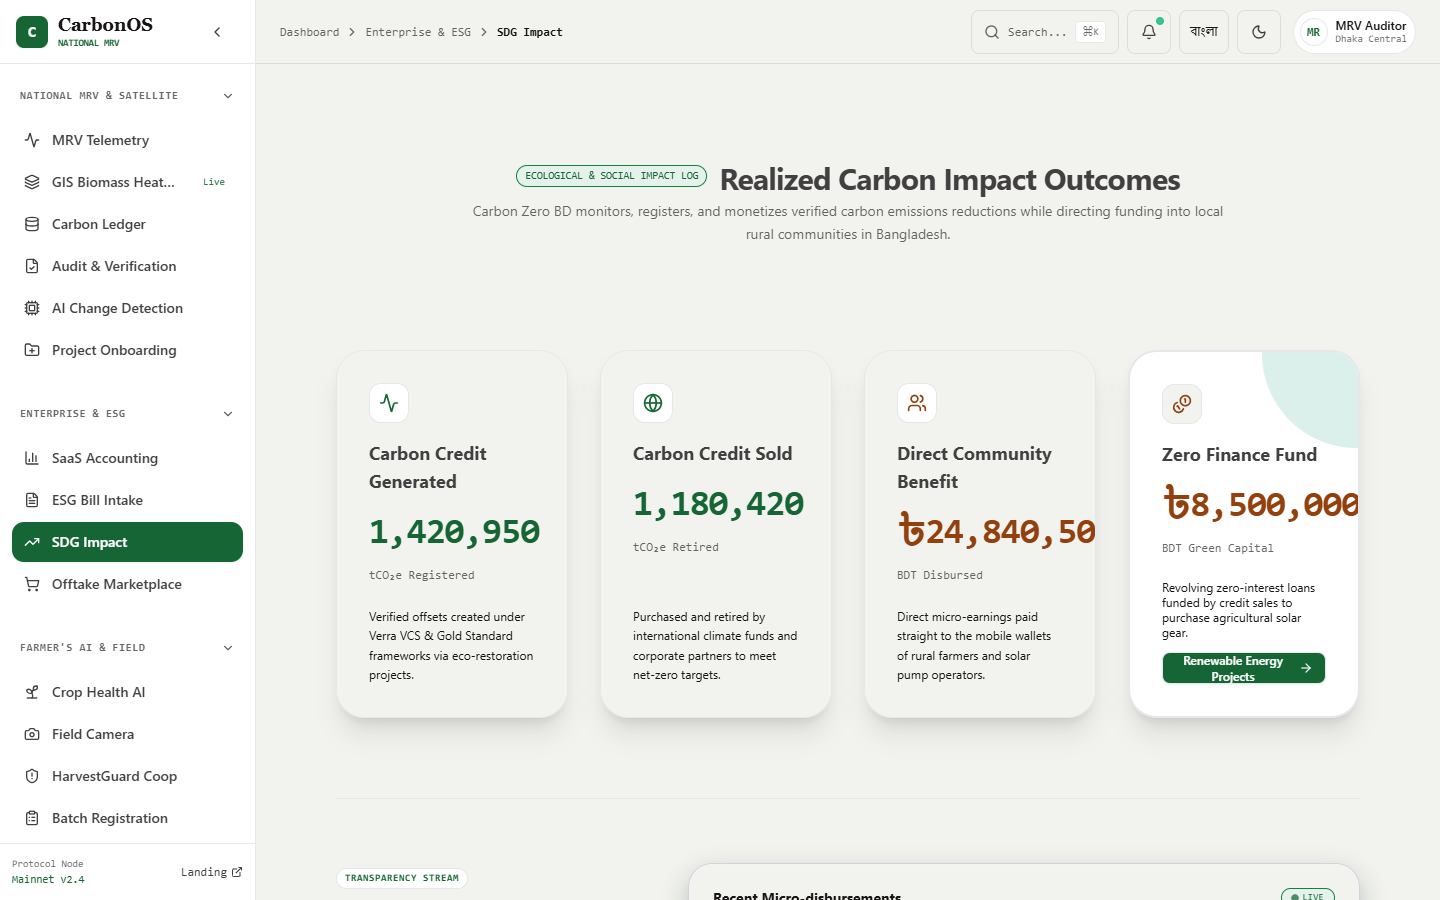 C
CarbonOS
NATIONAL MRV
Dashboard
Enterprise & ESG
SDG Impact
Search...
⌘K
বাংলা
MR
MRV Auditor
Dhaka Central
NATIONAL MRV & SATELLITE
MRV Telemetry
GIS Biomass Heat...
Live
Carbon Ledger
Audit & Verification
AI Change Detection
Project Onboarding
ENTERPRISE & ESG
SaaS Accounting
ESG Bill Intake
SDG Impact
Offtake Marketplace
FARMER'S AI & FIELD
Crop Health AI
Field Camera
HarvestGuard Coop
Batch Registration
Protocol Node
Mainnet v2.4
Landing
ECOLOGICAL & SOCIAL IMPACT LOG
Realized Carbon Impact Outcomes
Carbon Zero BD monitors, registers, and monetizes verified carbon emissions reductions while directing funding into local
rural communities in Bangladesh.
Carbon Credit
Generated
1,420,950
tCO₂e Registered
Verified offsets created under
Verra VCS & Gold Standard
frameworks via eco-restoration
projects.
Carbon Credit Sold
1,180,420
tCO₂e Retired
Purchased and retired by
international climate funds and
corporate partners to meet
net-zero targets.
Direct Community
Benefit
৳24,840,50
BDT Disbursed
Direct micro-earnings paid
straight to the mobile wallets
of rural farmers and solar
pump operators.
Zero Finance Fund
৳8,500,000
BDT Green Capital
Revolving zero-interest loans
funded by credit sales to
purchase agricultural solar
gear.
Renewable Energy
Projects
TRANSPARENCY STREAM
Recent Micro-disbursements
LIVE